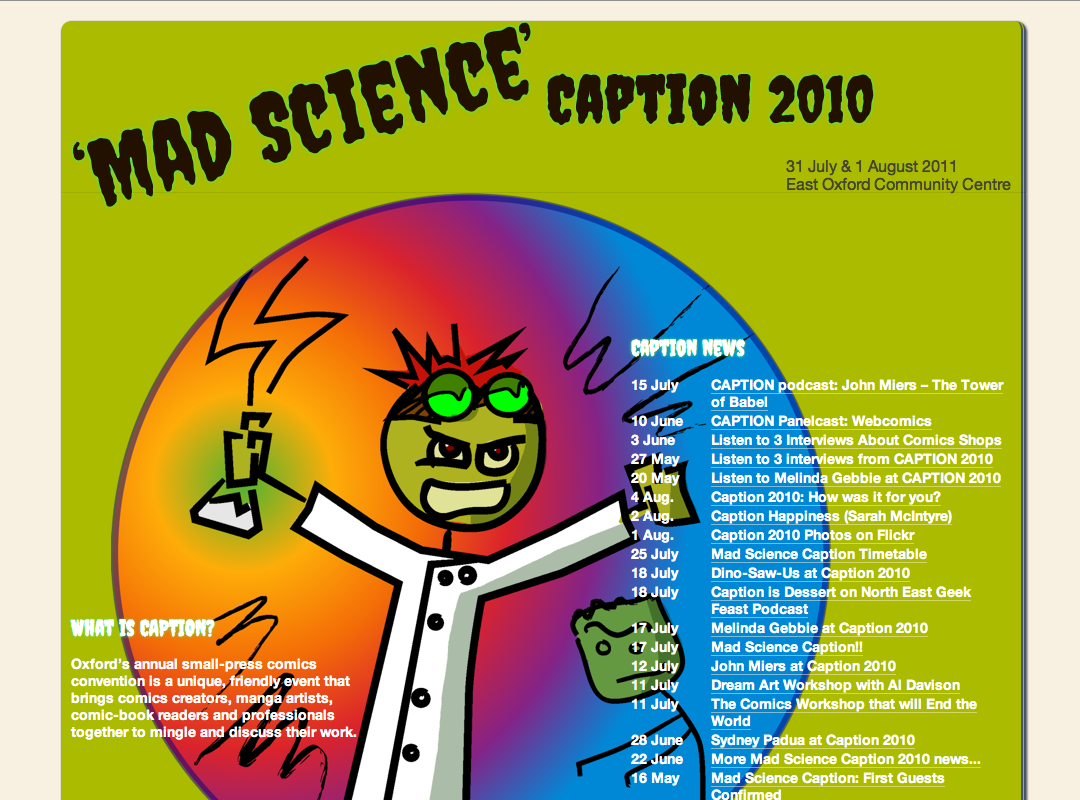 ‘MAD SCIENCE’ CAPTION 2010
31 July & 1 August 2011
East Oxford Community Centre
CAPTION NEWS
15 July CAPTION podcast: John Miers – The Tower
of Babel
10 June CAPTION Panelcast: Webcomics
3 June Listen to 3 Interviews About Comics Shops
27 May Listen to 3 interviews from CAPTION 2010
20 May Listen to Melinda Gebbie at CAPTION 2010
4 Aug. Caption 2010: How was it for you?
2 Aug. Caption Happiness (Sarah McIntyre)
1 Aug. Caption 2010 Photos on Flickr
25 July Mad Science Caption Timetable
18 July Dino-Saw-Us at Caption 2010
18 July Caption is Dessert on North East Geek
Feast Podcast
17 July Melinda Gebbie at Caption 2010
17 July Mad Science Caption!!
12 July John Miers at Caption 2010
11 July Dream Art Workshop with Al Davison
11 July The Comics Workshop that will End the
World
28 June Sydney Padua at Caption 2010
22 June More Mad Science Caption 2010 news...
16 May Mad Science Caption: First Guests
Confirmed
WHAT IS CAPTION?
Oxford’s annual small-press comics
convention is a unique, friendly event that
brings comics creators, manga artists,
comic-book readers and professionals
together to mingle and discuss their work.